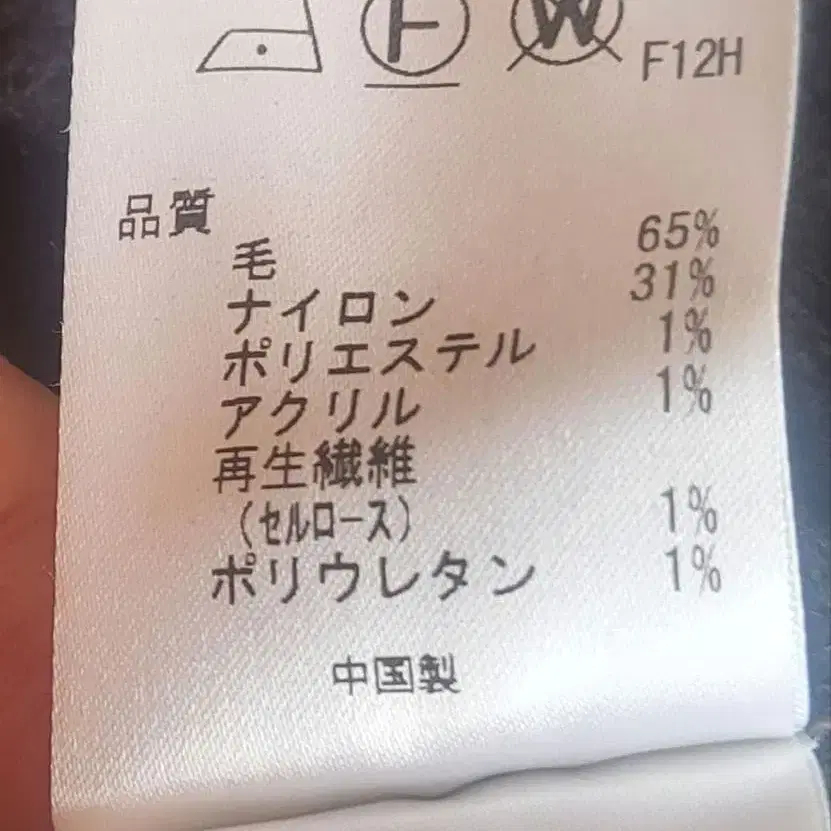 F W
F12H
品質
毛 65%
ナイロン 31%
ポリエステル 1%
アクリル 1%
再生繊維
(セルロース) 1%
ポリウレタン 1%
中国製